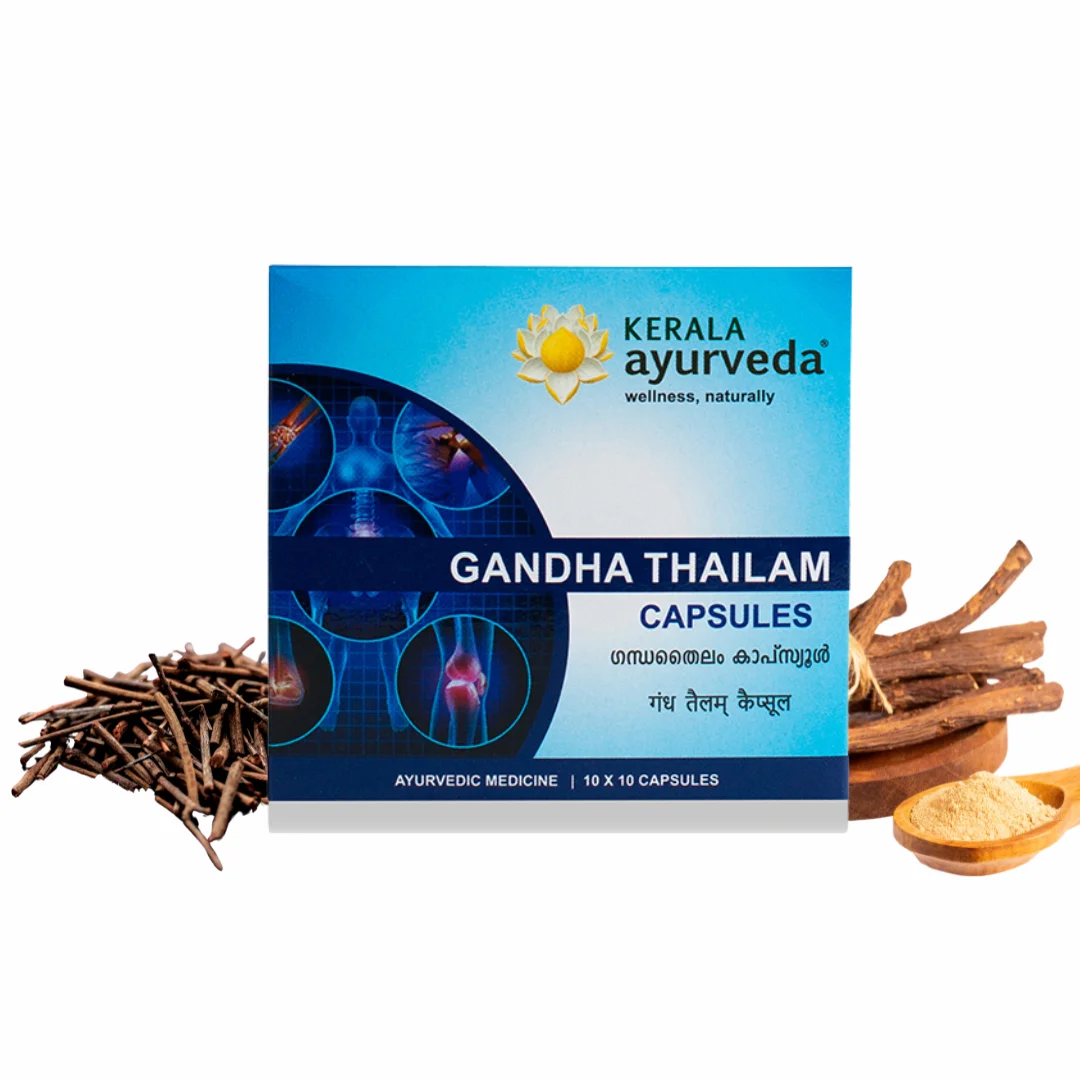 KERALA
ayurveda®
wellness, naturally
GANDHA THAILAM
CAPSULES
ഗന്ധതൈലം കാപ്സ്യൂൾ
गंध तैलम् कैप्सूल
AYURVEDIC MEDICINE | 10 X 10 CAPSULES